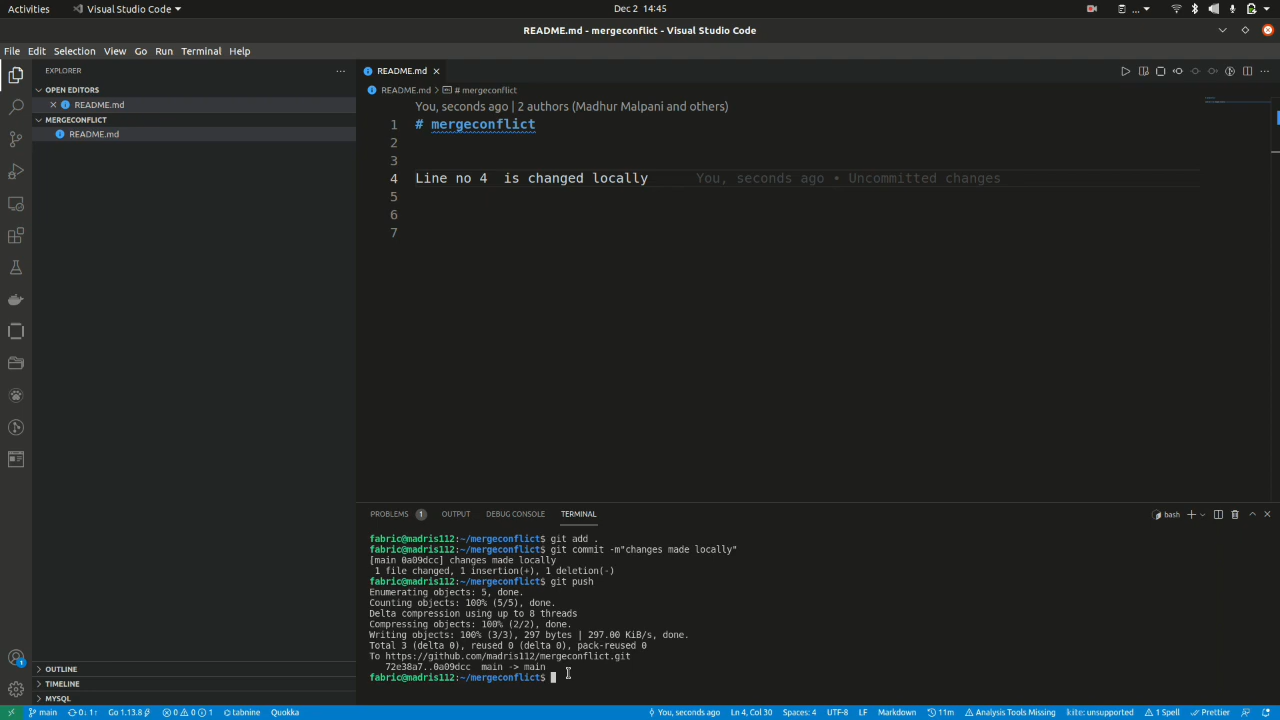 Activities Visual Studio Code Dec 2 14:45 ...
README.md - mergeconflict - Visual Studio Code
File Edit Selection View Go Run Terminal Help
EXPLORER
OPEN EDITORS
README.md
MERGECONFLICT
README.md
OUTLINE
TIMELINE
MYSQL
README.md
README.md > # mergeconflict
You, seconds ago | 2 authors (Madhur Malpani and others)
1 # mergeconflict
2
3
4 Line no 4  is changed locally You, seconds ago • Uncommitted changes
5
6
7
PROBLEMS 1 OUTPUT DEBUG CONSOLE TERMINAL bash
fabric@madris112:~/mergeconflict$ git add .
fabric@madris112:~/mergeconflict$ git commit -m"changes made locally"
[main 0a09dcc] changes made locally
1 file changed, 1 insertion(+), 1 deletion(-)
fabric@madris112:~/mergeconflict$ git push
Enumerating objects: 5, done.
Counting objects: 100% (5/5), done.
Delta compression using up to 8 threads
Compressing objects: 100% (2/2), done.
Writing objects: 100% (3/3), 297 bytes | 297.00 KiB/s, done.
Total 3 (delta 0), reused 0 (delta 0), pack-reused 0
To https://github.com/madris112/mergeconflict.git
72e38a7..0a09dcc  main -> main
fabric@madris112:~/mergeconflict$
1
main 0↓ 1↑ Go 1.13.8 0 0 1 tabnine Quokka You, seconds ago Ln 4, Col 30 Spaces: 4 UTF-8 LF Markdown 11m Analysis Tools Missing kite: unsupported 1 Spell Prettier